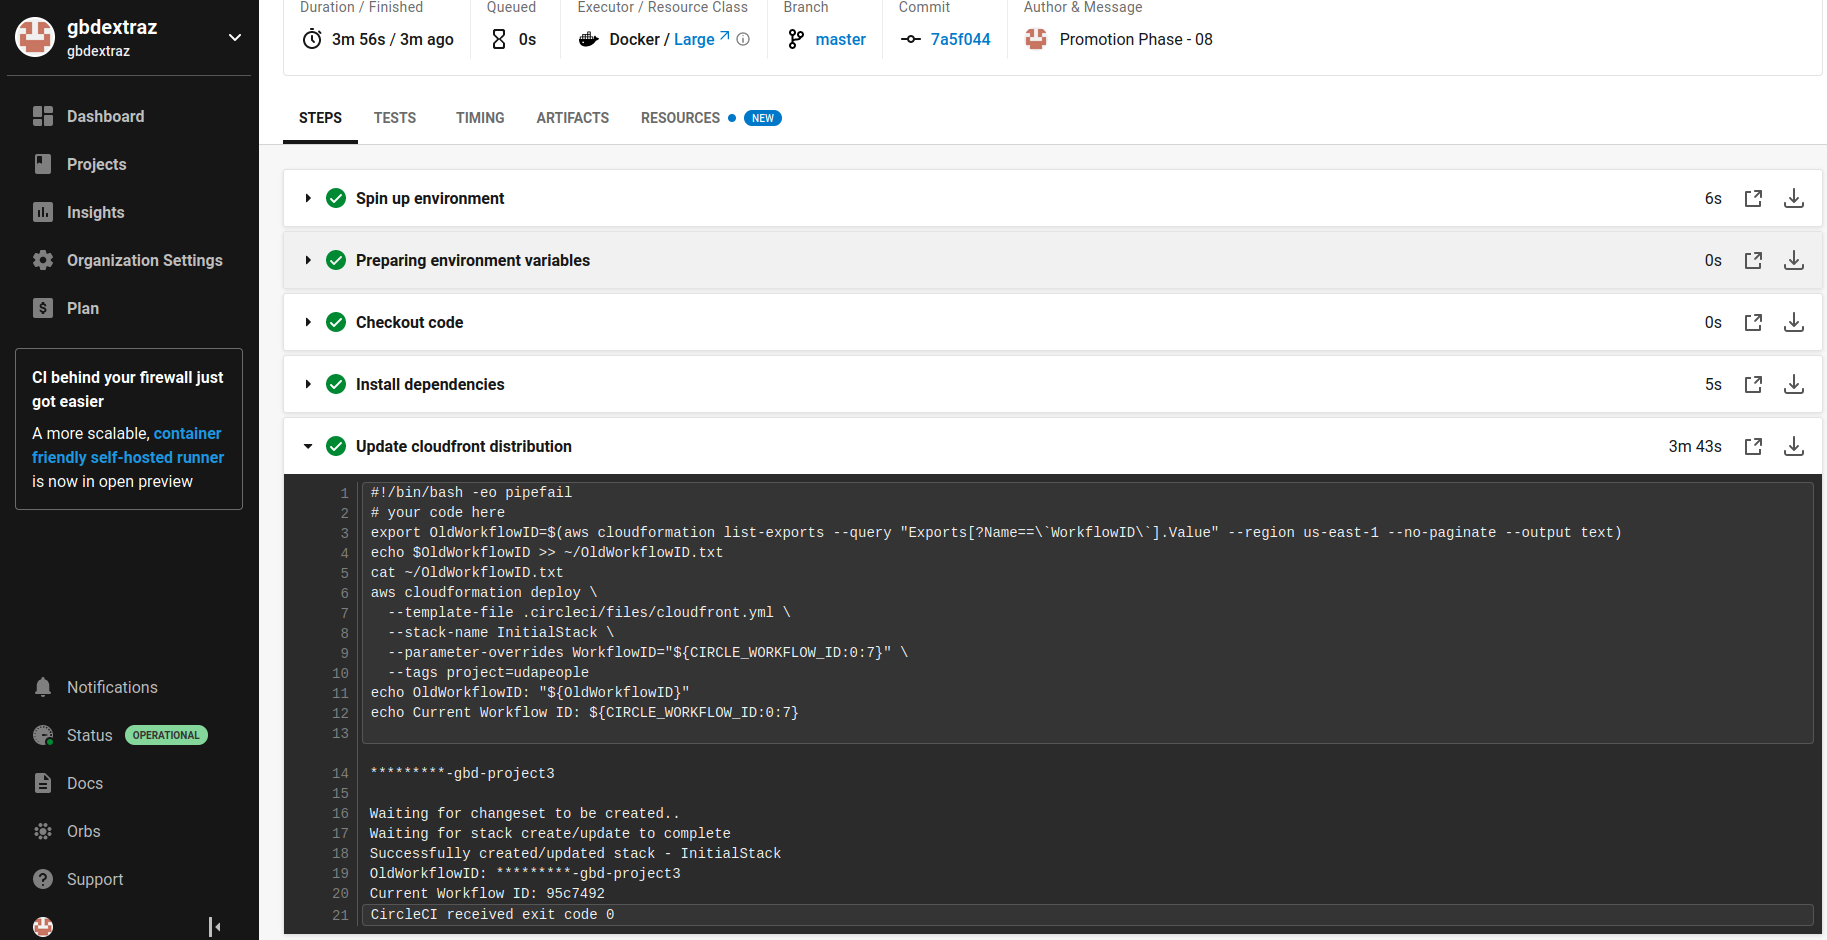 gbdextraz
gbdextraz
Dashboard
Projects
Insights
Organization Settings
$ Plan
CI behind your firewall just
got easier
A more scalable, container
friendly self-hosted runner
is now in open preview
Notifications
Status OPERATIONAL
Docs
Orbs
? Support
Duration / Finished Queued Executor / Resource Class Branch Commit Author & Message
3m 56s / 3m ago 0s Docker / Large master 7a5f044 Promotion Phase - 08
STEPS TESTS TIMING ARTIFACTS RESOURCES NEW
Spin up environment 6s
Preparing environment variables 0s
Checkout code 0s
Install dependencies 5s
Update cloudfront distribution 3m 43s
1 #!/bin/bash -eo pipefail
2 # your code here
3 export OldWorkflowID=$(aws cloudformation list-exports --query "Exports[?Name==\`WorkflowID\`].Value" --region us-east-1 --no-paginate --output text)
4 echo $OldWorkflowID >> ~/OldWorkflowID.txt
5 cat ~/OldWorkflowID.txt
6 aws cloudformation deploy \
7 --template-file .circleci/files/cloudfront.yml \
8 --stack-name InitialStack \
9 --parameter-overrides WorkflowID="${CIRCLE_WORKFLOW_ID:0:7}" \
10 --tags project=udapeople
11 echo OldWorkflowID: "${OldWorkflowID}"
12 echo Current Workflow ID: ${CIRCLE_WORKFLOW_ID:0:7}
13
14 *********-gbd-project3
15
16 Waiting for changeset to be created..
17 Waiting for stack create/update to complete
18 Successfully created/updated stack - InitialStack
19 OldWorkflowID: *********-gbd-project3
20 Current Workflow ID: 95c7492
21 CircleCI received exit code 0